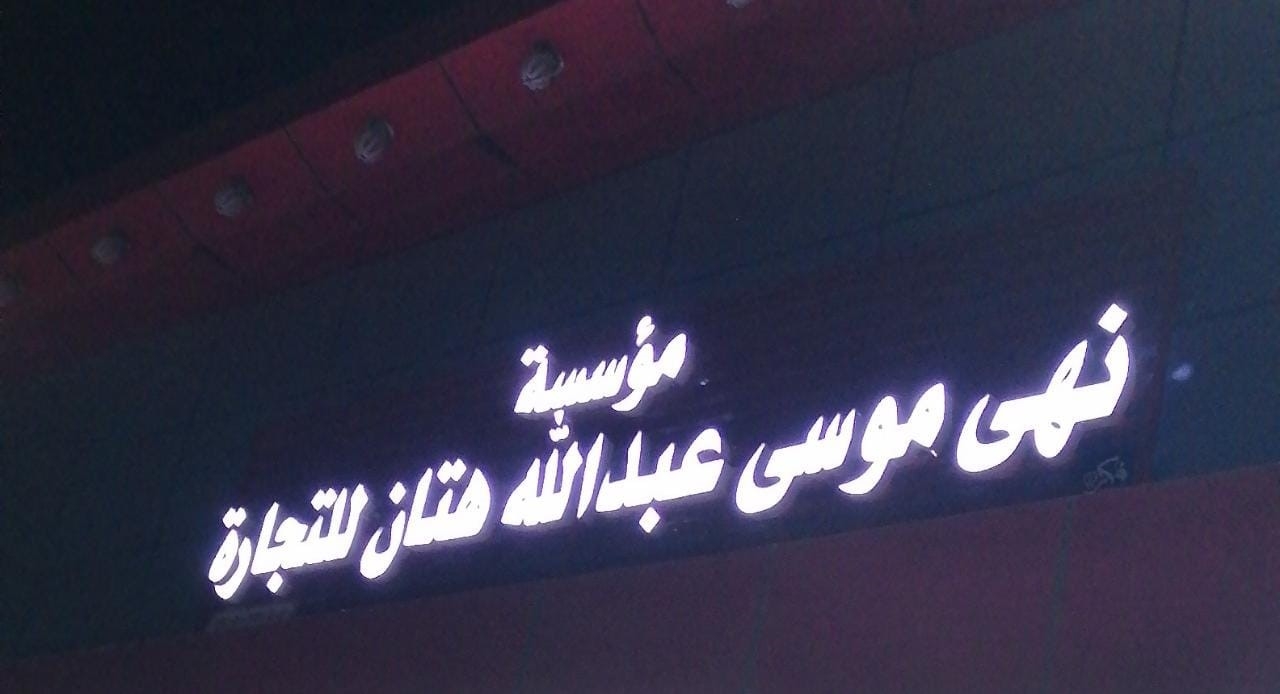 مؤسسة
نهى موسى عبدالله هتان للتجارة